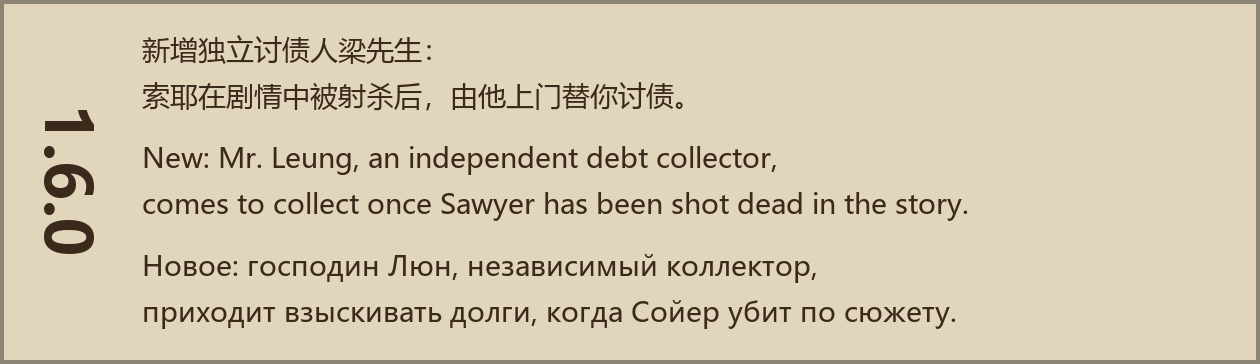 1.6.0
新增独立讨债人梁先生：
索耶在剧情中被射杀后，由他上门替你讨债。
New: Mr. Leung, an independent debt collector,
comes to collect once Sawyer has been shot dead in the story.
Новое: господин Люн, независимый коллектор,
приходит взыскивать долги, когда Сойер убит по сюжету.